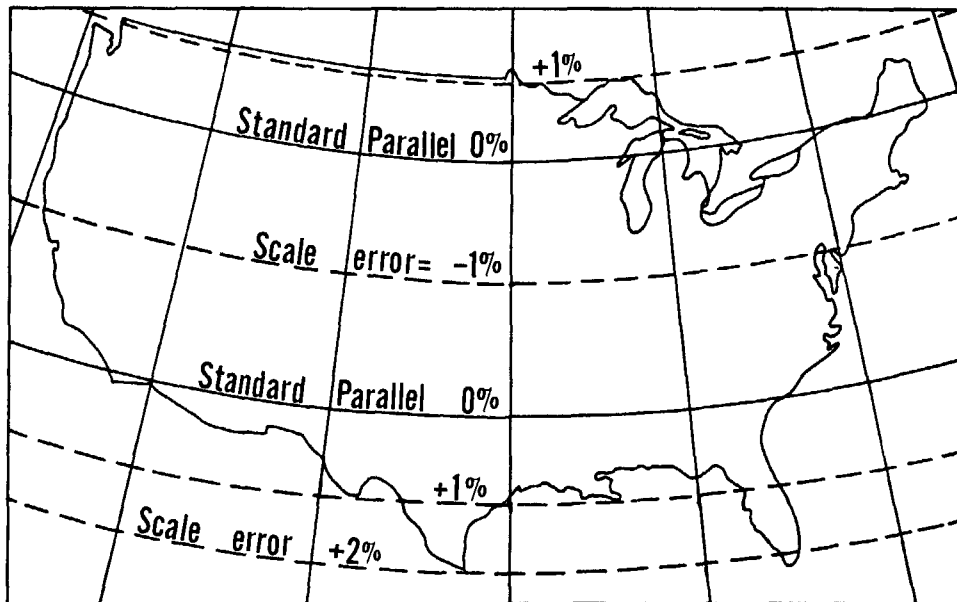 +1%
Standard Parallel 0%
Scale error= -1%
Standard Parallel 0%
+1%
Scale error +2%